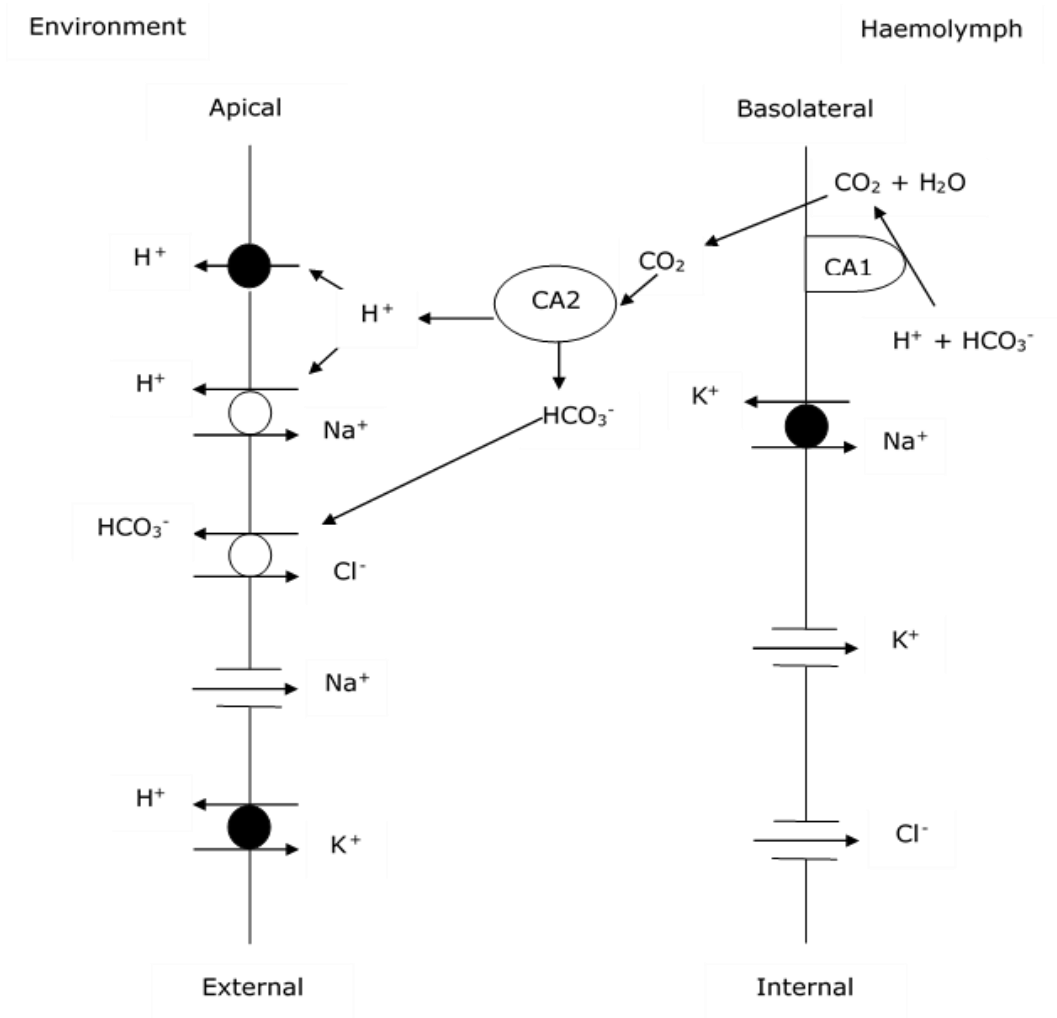 Environment
Haemolymph
Apical
Basolateral
CO₂ + H₂O
H⁺
CO₂
CA1
CA2
H⁺
H⁺ + HCO₃⁻
H⁺
K⁺
HCO₃⁻
Na⁺
Na⁺
HCO₃⁻
Cl⁻
K⁺
Na⁺
H⁺
Cl⁻
K⁺
External
Internal